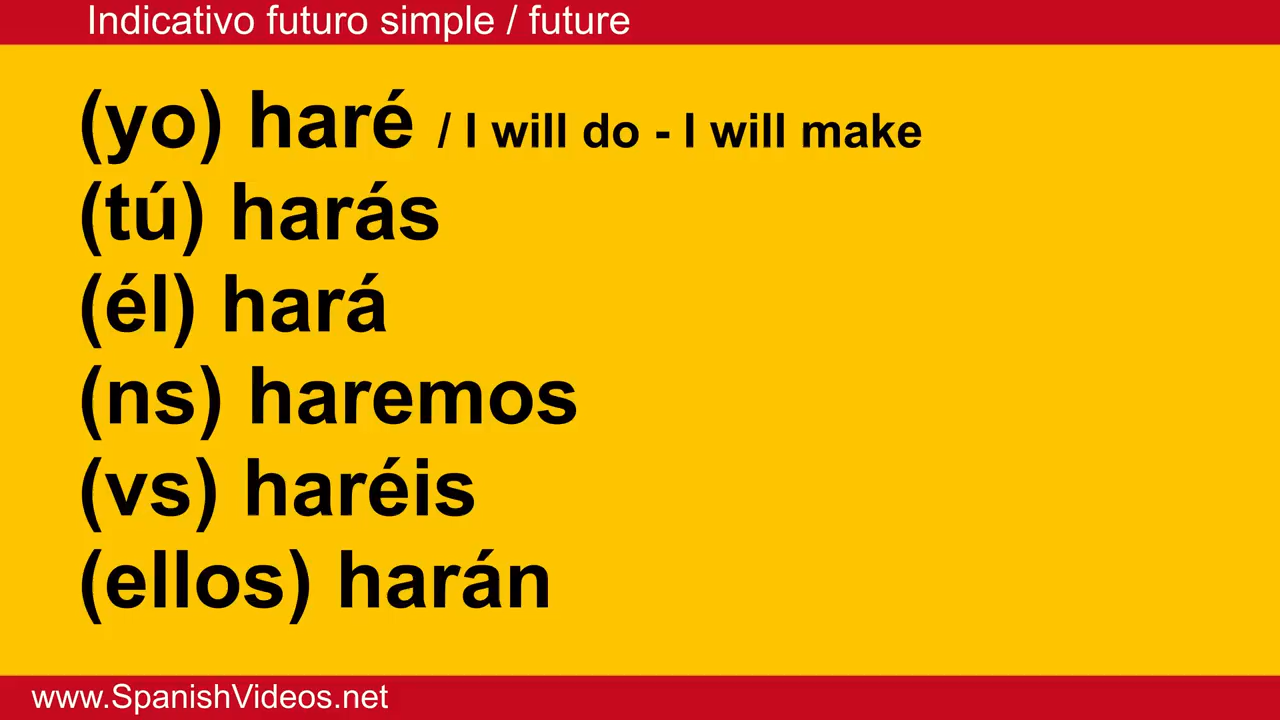 Indicativo futuro simple / future
(yo) haré / I will do - I will make
(tú) harás
(él) hará
(ns) haremos
(vs) haréis
(ellos) harán
www.SpanishVideos.net